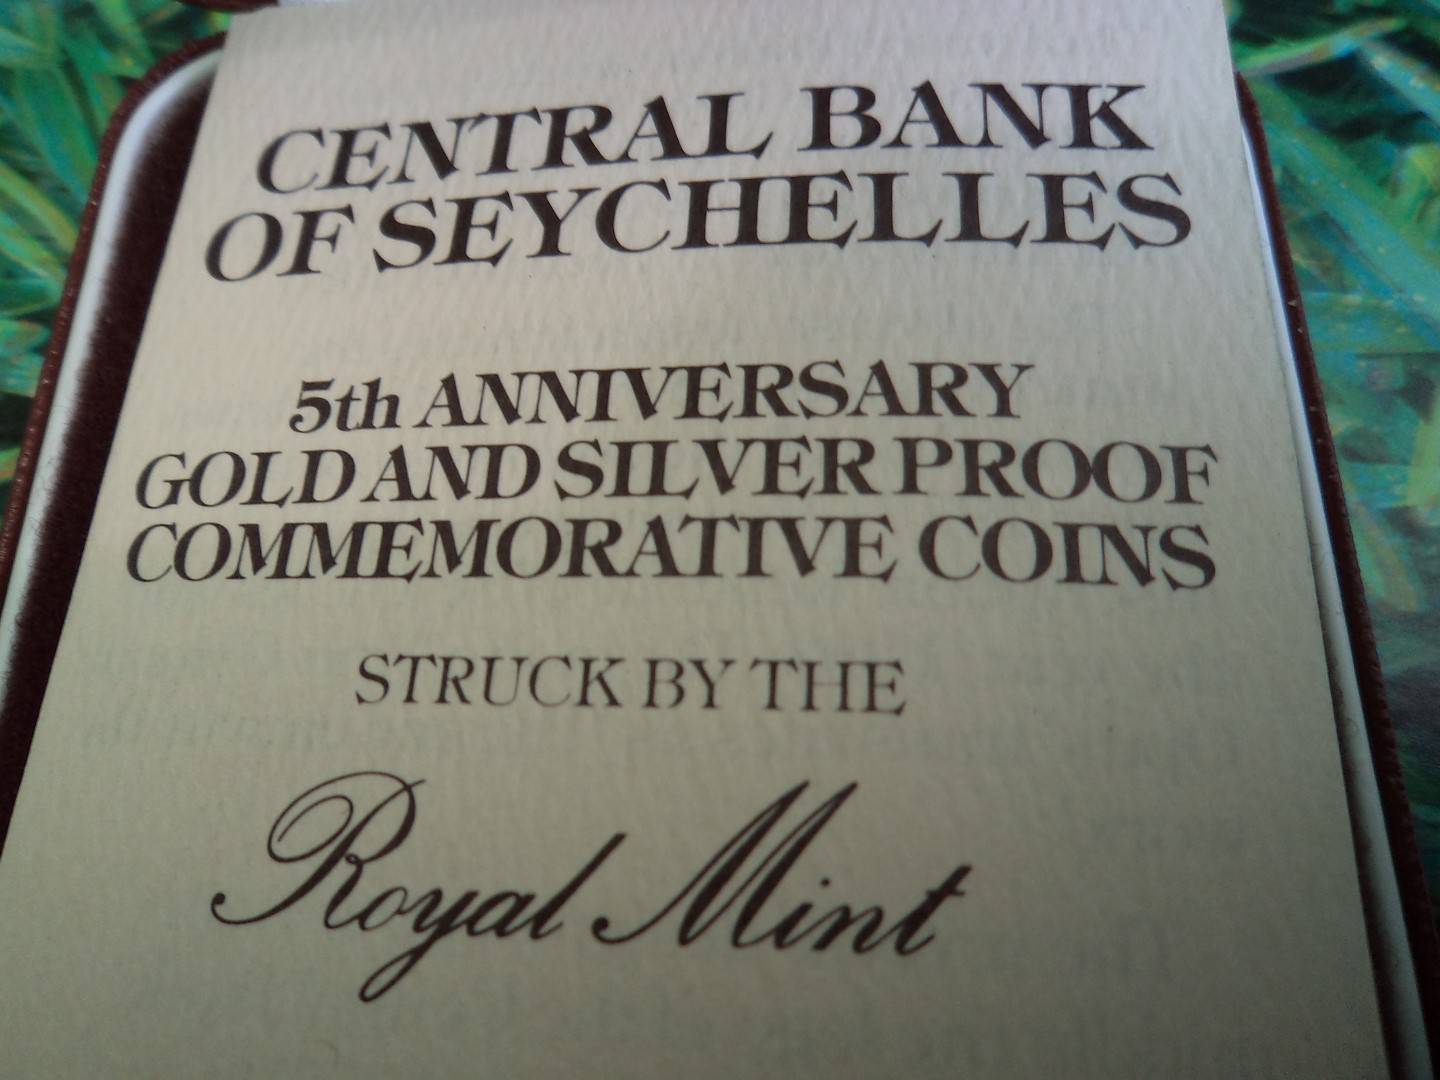 CENTRAL BANK
OF SEYCHELLES
5th ANNIVERSARY
GOLD AND SILVER PROOF
COMMEMORATIVE COINS
STRUCK BY THE
Royal Mint